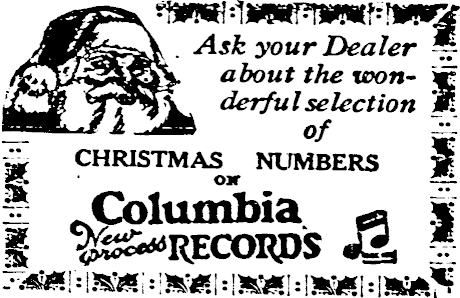 Ask your Dealer
about the won-
derful selection
of
CHRISTMAS NUMBERS
ON
Columbia
New
process RECORDS